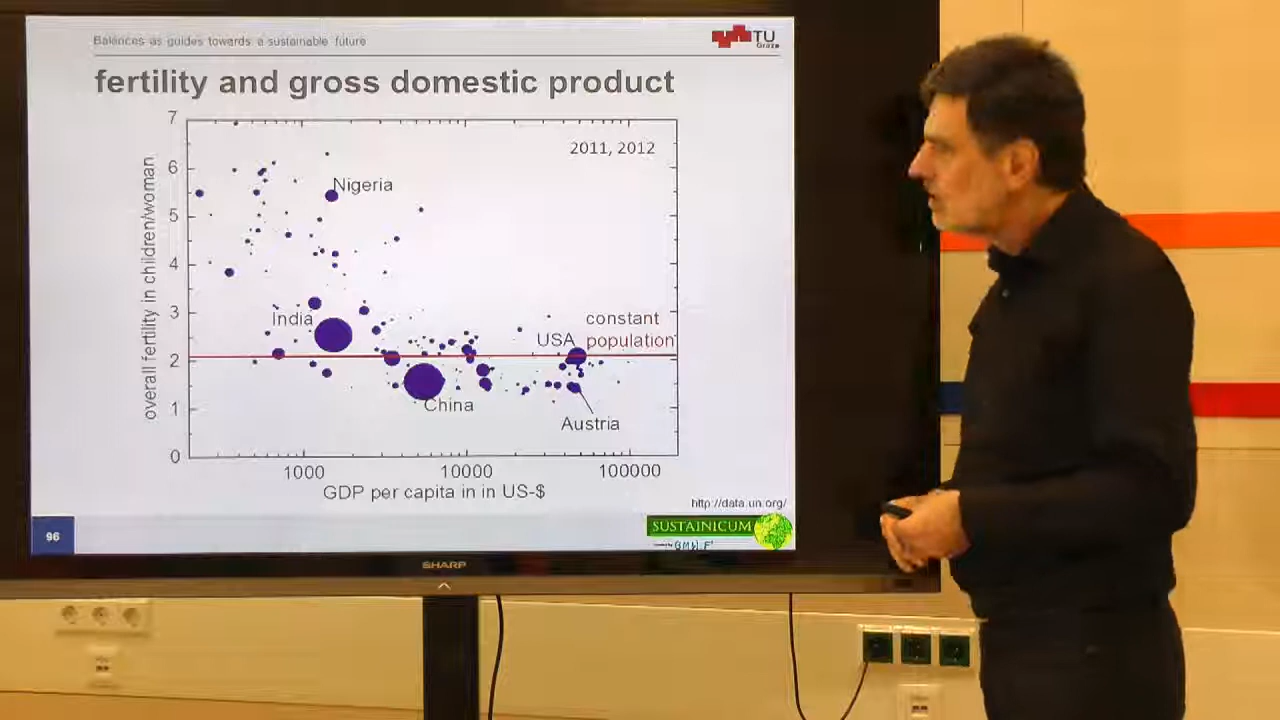 Balances as guides towards a sustainable future
TU
Graz
fertility and gross domestic product
2011, 2012
7
6
5
4
3
2
1
0
overall fertility in children/woman
Nigeria
India
USA
constant
population
China
Austria
1000
10000
100000
GDP per capita in in US-$
http://data.un.org/
96
SUSTAINICUM
SHARP